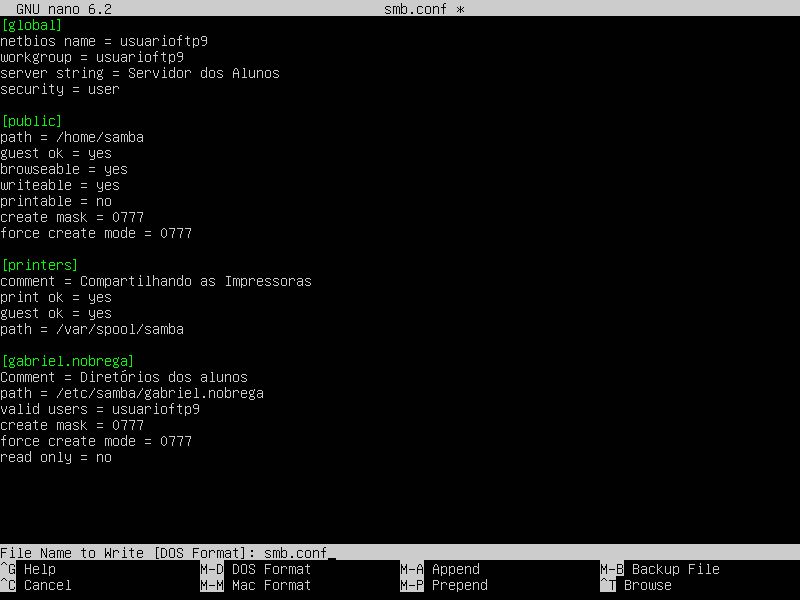 GNU nano 6.2 smb.conf *
[global]
netbios name = usuarioftp9
workgroup = usuarioftp9
server string = Servidor dos Alunos
security = user
[public]
path = /home/samba
guest ok = yes
browseable = yes
writeable = yes
printable = no
create mask = 0777
force create mode = 0777
[printers]
comment = Compartilhando as Impressoras
print ok = yes
guest ok = yes
path = /var/spool/samba
[gabriel.nobrega]
Comment = Diretórios dos alunos
path = /etc/samba/gabriel.nobrega
valid users = usuarioftp9
create mask = 0777
force create mode = 0777
read only = no
File Name to Write [DOS Format]: smb.conf_
^G Help M-D DOS Format M-A Append M-B Backup File
^C Cancel M-M Mac Format M-P Prepend ^T Browse